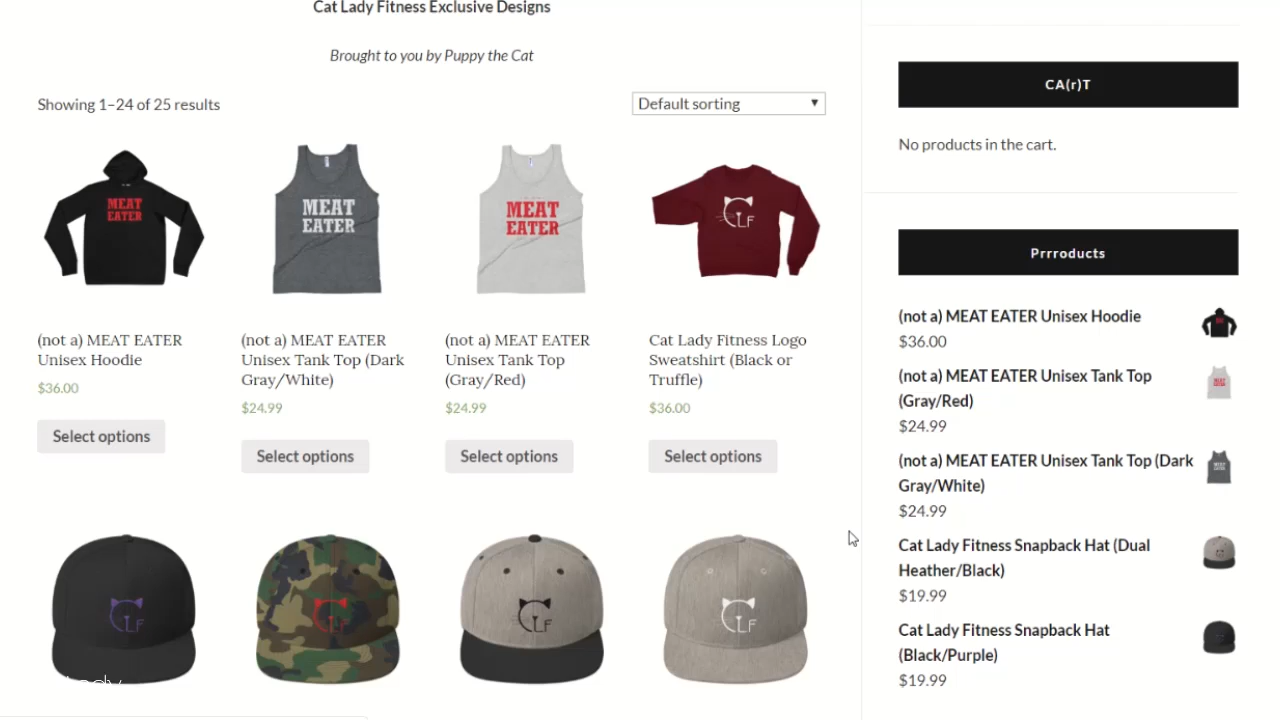 Cat Lady Fitness Exclusive Designs
Brought to you by Puppy the Cat
Showing 1–24 of 25 results
Default sorting
MEAT
EATER
MEAT
EATER
MEAT
EATER
CLF
(not a) MEAT EATER
Unisex Hoodie
$36.00
Select options
(not a) MEAT EATER
Unisex Tank Top (Dark
Gray/White)
$24.99
Select options
(not a) MEAT EATER
Unisex Tank Top
(Gray/Red)
$24.99
Select options
Cat Lady Fitness Logo
Sweatshirt (Black or
Truffle)
$36.00
Select options
CLF
CLF
CLF
CLF
CA(r)T
No products in the cart.
Prrroducts
(not a) MEAT EATER Unisex Hoodie
$36.00
(not a) MEAT EATER Unisex Tank Top
(Gray/Red)
$24.99
(not a) MEAT EATER Unisex Tank Top (Dark
Gray/White)
$24.99
Cat Lady Fitness Snapback Hat (Dual
Heather/Black)
$19.99
Cat Lady Fitness Snapback Hat
(Black/Purple)
$19.99